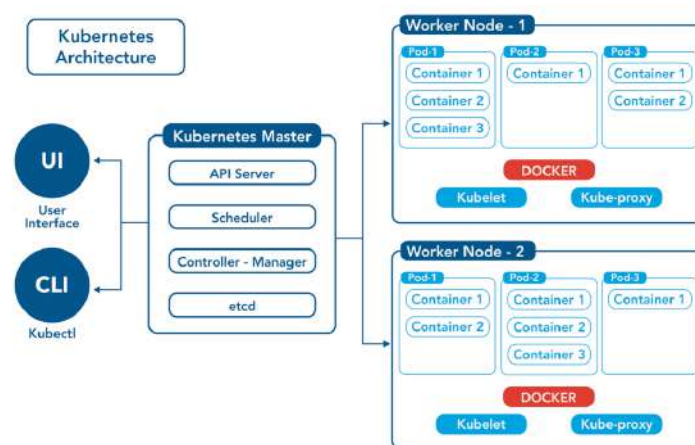 Kubernetes
Architecture
UI
User
Interface
CLI
Kubectl
Kubernetes Master
API Server
Scheduler
Controller - Manager
etcd
Worker Node - 1
Pod-1
Container 1
Container 2
Container 3
Pod-2
Container 1
Pod-3
Container 1
Container 2
DOCKER
Kubelet
Kube-proxy
Worker Node - 2
Pod-1
Container 1
Container 2
Pod-2
Container 1
Container 2
Container 3
Pod-3
Container 1
DOCKER
Kubelet
Kube-proxy